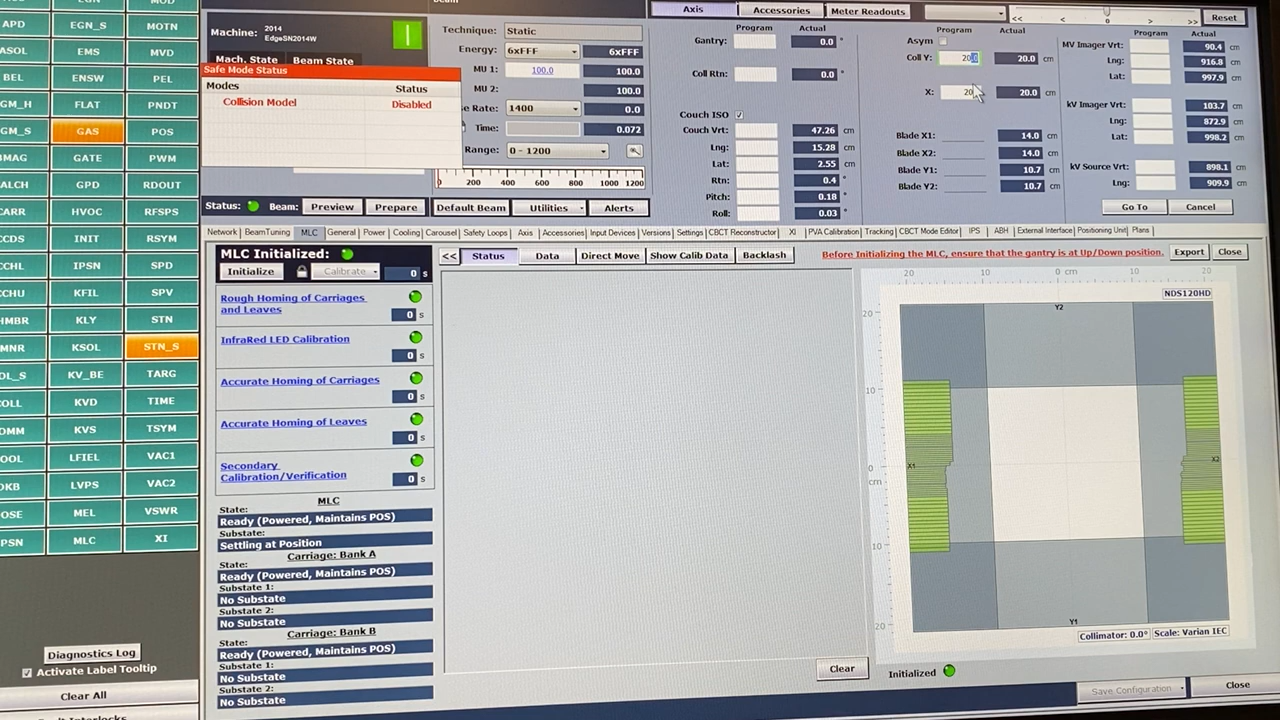 MOD
APD EGN_S MOTN
EMS MVD
BEL ENSW PEL
FLAT PNDT
GAS POS
GATE PWM
GPD RDOUT
HVOC RFSPS
INIT RSYM
IPSN SPD
KFIL SPV
KLY STN
KSOL STN_S
KV_BE TARG
KVD TIME
KVS TSYM
LFIEL VAC1
LVPS VAC2
MEL VSWR
MLC XI
Diagnostics Log
Activate Label Tooltip
Clear All
Machine: 2014
EdgeSN2014W
Mach. State Beam State
Safe Mode Status
Modes Status
Collision Model Disabled
Status: Beam: Preview Prepare
Technique: Static
Energy: 6xFFF 6xFFF
MU 1: 100.0 100.0
MU 2: 100.0
Rate: 1400 0.0
Time: 0.072
Range: 0 - 1200
0 200 400 600 800 1000 1200
Default Beam Utilities Alerts
Axis Accessories Meter Readouts
<< < 0 > >> Reset
Program Actual
Gantry: 0.0 °
Coll Rtn: 0.0 °
Couch ISO
Couch Vrt: 47.26 cm
Lng: 15.28 cm
Lat: 2.55 cm
Rtn: 0.4 °
Pitch: 0.18 °
Roll: 0.03 °
Program Actual
Asym
Coll Y: 20.0 20.0 cm
X: 20 20.0 cm
Blade X1: 14.0 cm
Blade X2: 14.0 cm
Blade Y1: 10.7 cm
Blade Y2: 10.7 cm
Program Actual
MV Imager Vrt: 90.4 cm
Lng: 916.8 cm
Lat: 997.9 cm
kV Imager Vrt: 103.7 cm
Lng: 872.9 cm
Lat: 998.2 cm
kV Source Vrt: 898.1 cm
Lng: 909.9 cm
Go To Cancel
Network BeamTuning MLC General Power Cooling Carousel Safety Loops Axis Accessories Input Devices Versions Settings CBCT Reconstructor XI PVA Calibration Tracking CBCT Mode Editor IPS ABH External Interface Positioning Unit Plans
MLC Initialized:
Initialize Calibrate 0 s
Rough Homing of Carriages
and Leaves
0 s
InfraRed LED Calibration
0 s
Accurate Homing of Carriages
0 s
Accurate Homing of Leaves
0 s
Secondary
Calibration/Verification
0 s
MLC
State:
Ready (Powered, Maintains POS)
Substate:
Settling at Position
Carriage: Bank A
State:
Ready (Powered, Maintains POS)
Substate 1:
No Substate
Substate 2:
No Substate
Carriage: Bank B
State:
Ready (Powered, Maintains POS)
Substate 1:
No Substate
Substate 2:
No Substate
<< Status Data Direct Move Show Calib Data Backlash
Before Initializing the MLC, ensure that the gantry is at Up/Down position. Export Close
20 10 0 cm 10 20
NDS120HD
Y2
20
10
X1 X2
0
cm
10
20
Y1
Collimator: 0.0° Scale: Varian IEC
Clear
Initialized
Save Configuration Close